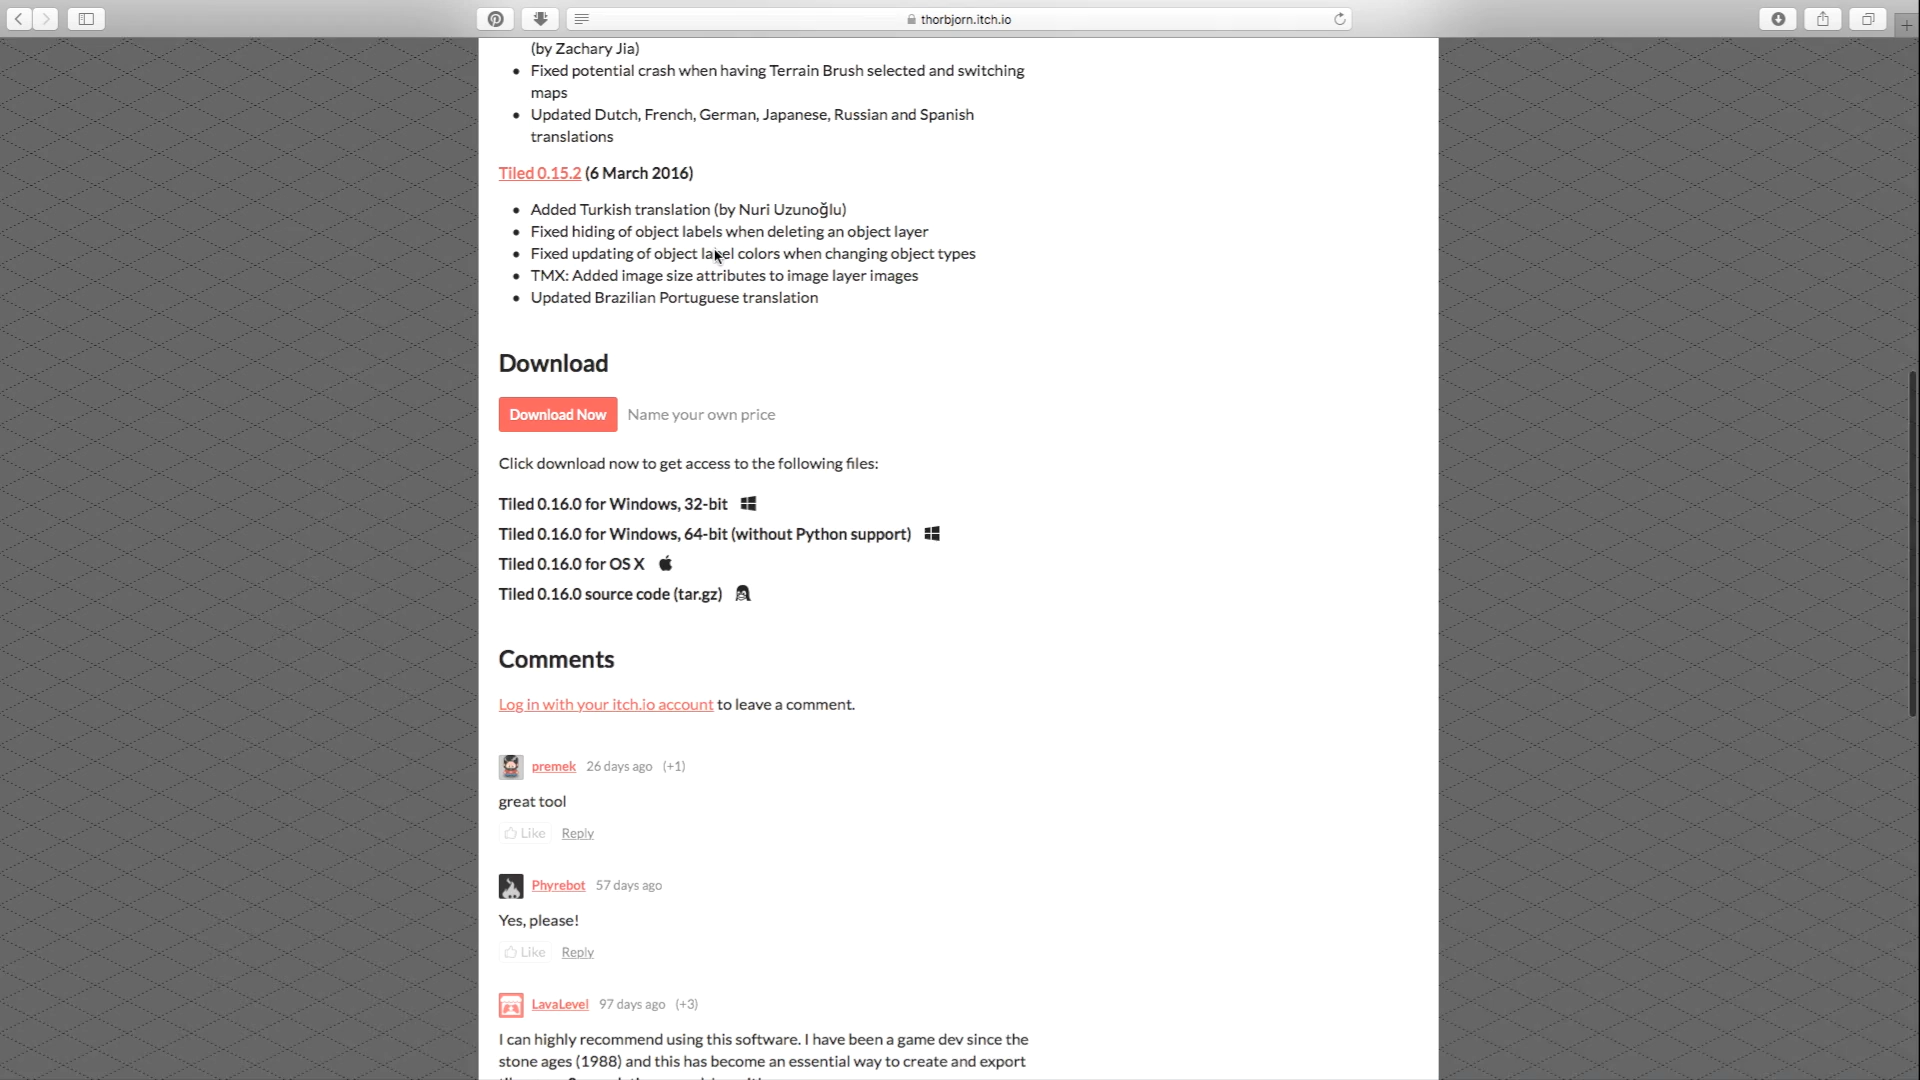 thorbjorn.itch.io
(by Zachary Jia)
Fixed potential crash when having Terrain Brush selected and switching
maps
Updated Dutch, French, German, Japanese, Russian and Spanish
translations
Tiled 0.15.2 (6 March 2016)
Added Turkish translation (by Nuri Uzunoğlu)
Fixed hiding of object labels when deleting an object layer
Fixed updating of object label colors when changing object types
TMX: Added image size attributes to image layer images
Updated Brazilian Portuguese translation
Download
Download Now Name your own price
Click download now to get access to the following files:
Tiled 0.16.0 for Windows, 32-bit
Tiled 0.16.0 for Windows, 64-bit (without Python support)
Tiled 0.16.0 for OS X
Tiled 0.16.0 source code (tar.gz)
Comments
Log in with your itch.io account to leave a comment.
premek 26 days ago (+1)
great tool
Like Reply
Phyrebot 57 days ago
Yes, please!
Like Reply
LavaLevel 97 days ago (+3)
I can highly recommend using this software. I have been a game dev since the
stone ages (1988) and this has become an essential way to create and export